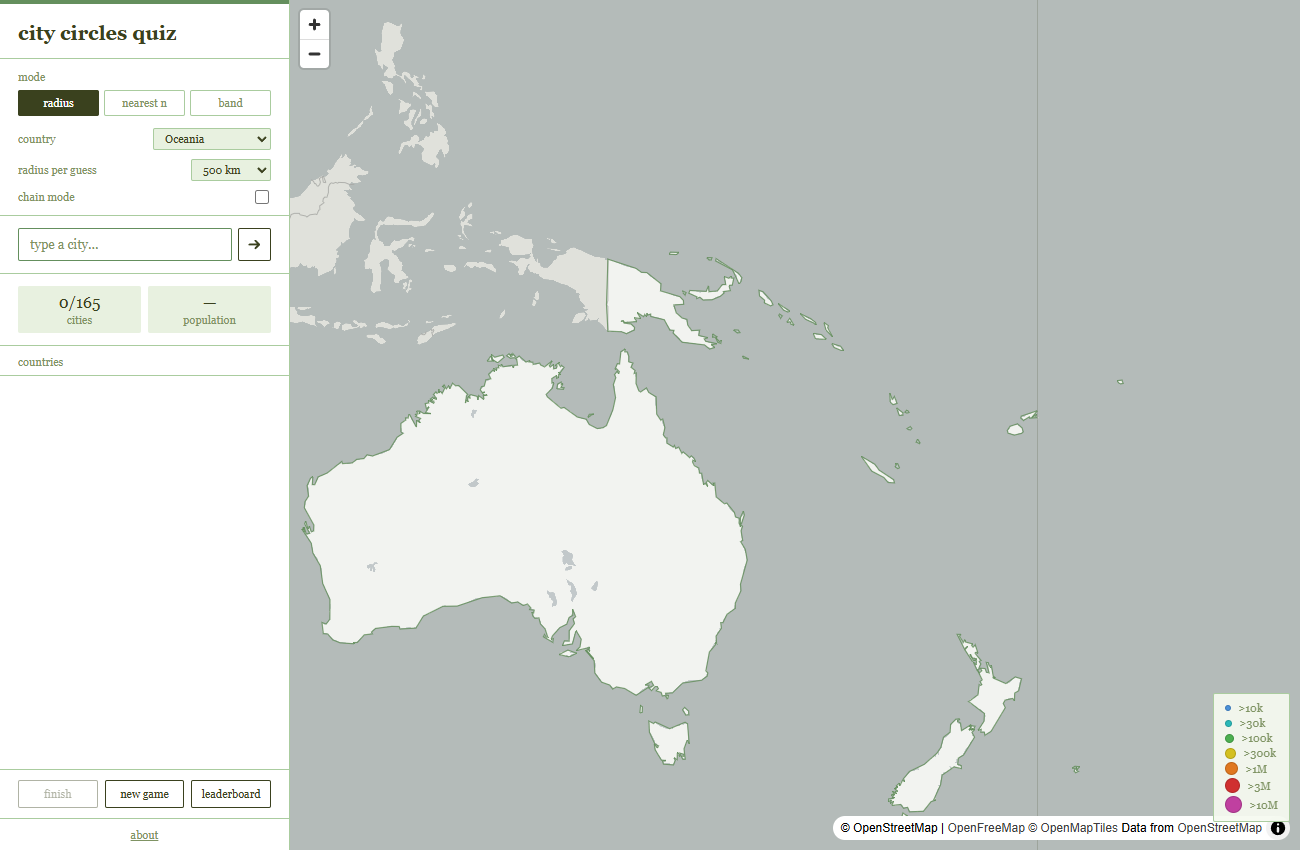 city circles quiz
mode
radius
nearest n
band
country
Oceania
radius per guess
500 km
chain mode
type a city...
0/165
cities
—
population
countries
finish
new game
leaderboard
about
>10k
>30k
>100k
>300k
>1M
>3M
>10M
© OpenStreetMap | OpenFreeMap © OpenMapTiles Data from OpenStreetMap